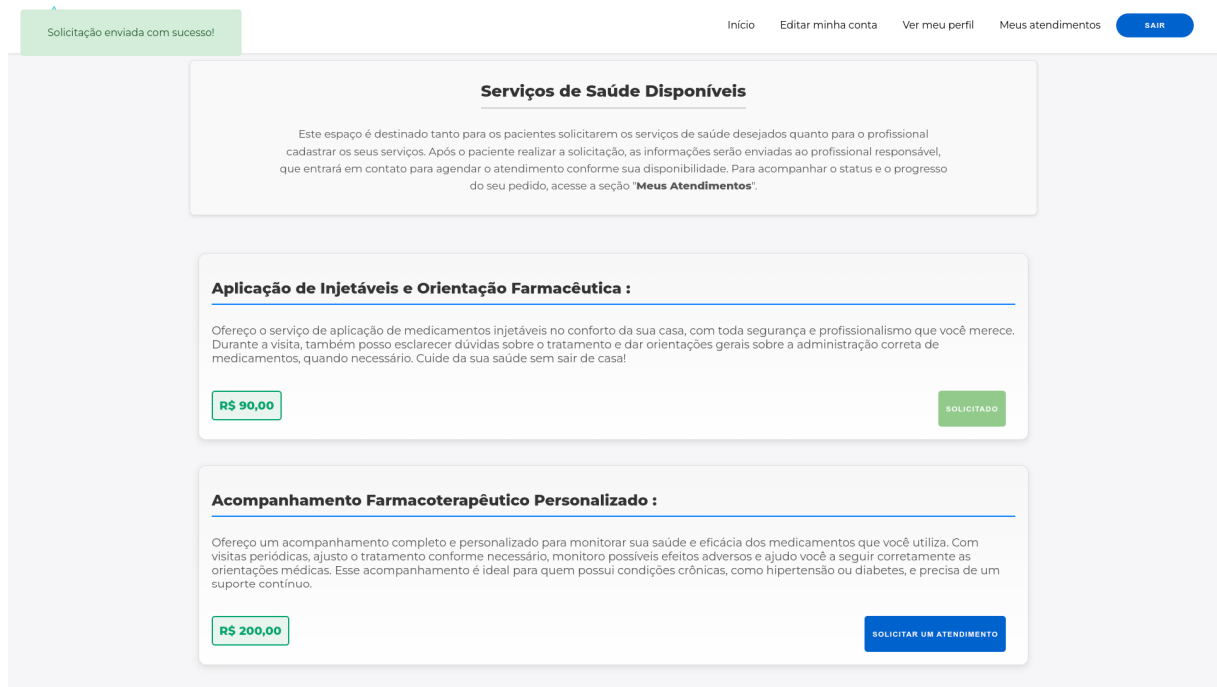 Solicitação enviada com sucesso!
Início Editar minha conta Ver meu perfil Meus atendimentos SAIR
Serviços de Saúde Disponíveis
Este espaço é destinado tanto para os pacientes solicitarem os serviços de saúde desejados quanto para o profissional
cadastrar os seus serviços. Após o paciente realizar a solicitação, as informações serão enviadas ao profissional responsável,
que entrará em contato para agendar o atendimento conforme sua disponibilidade. Para acompanhar o status e o progresso
do seu pedido, acesse a seção "Meus Atendimentos".
Aplicação de Injetáveis e Orientação Farmacêutica :
Ofereço o serviço de aplicação de medicamentos injetáveis no conforto da sua casa, com toda segurança e profissionalismo que você merece.
Durante a visita, também posso esclarecer dúvidas sobre o tratamento e dar orientações gerais sobre a administração correta de
medicamentos, quando necessário. Cuide da sua saúde sem sair de casa!
R$ 90,00
SOLICITADO
Acompanhamento Farmacoterapêutico Personalizado :
Ofereço um acompanhamento completo e personalizado para monitorar sua saúde e eficácia dos medicamentos que você utiliza. Com
visitas periódicas, ajusto o tratamento conforme necessário, monitoro possíveis efeitos adversos e ajudo você a seguir corretamente as
orientações médicas. Esse acompanhamento é ideal para quem possui condições crônicas, como hipertensão ou diabetes, e precisa de um
suporte contínuo.
R$ 200,00
SOLICITAR UM ATENDIMENTO